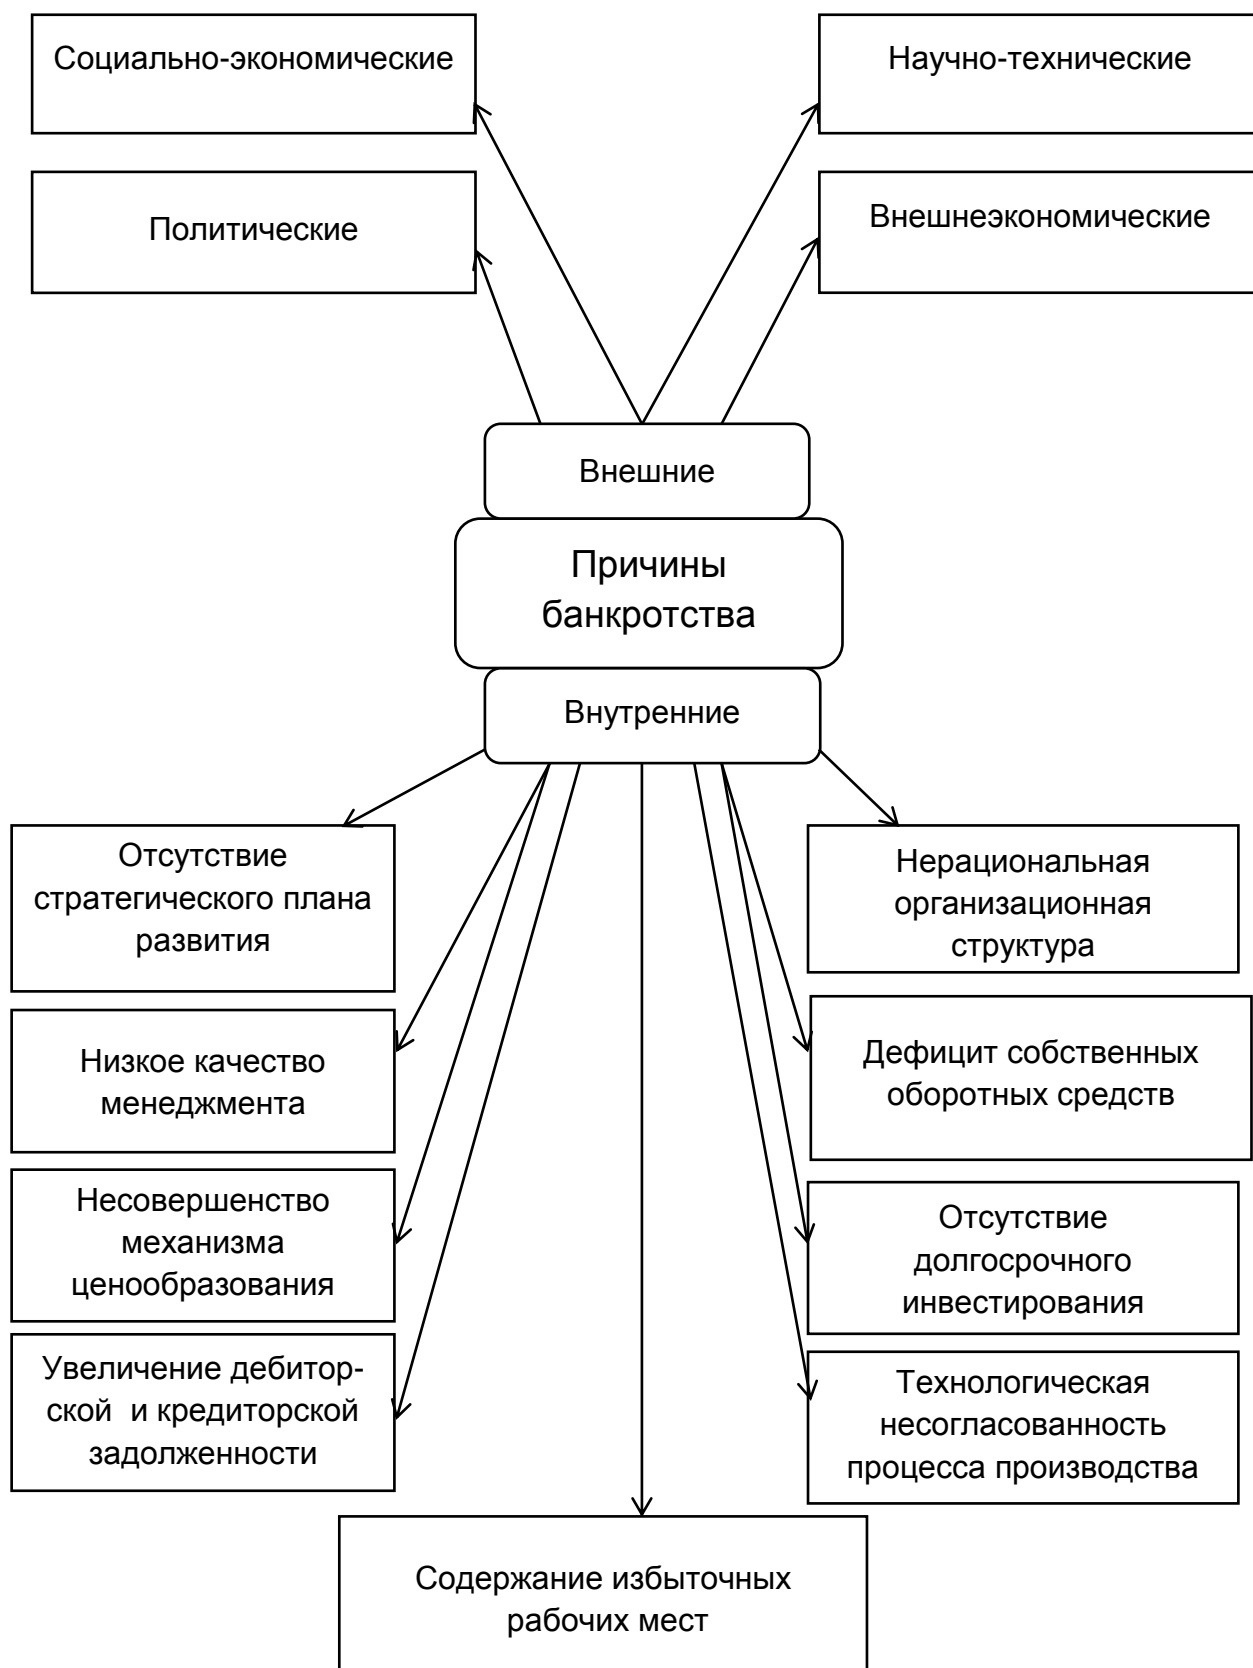 Социально-экономические
Научно-технические
Политические
Внешнеэкономические
Внешние
Причины
банкротства
Внутренние
Отсутствие
стратегического плана
развития
Нерациональная
организационная
структура
Низкое качество
менеджмента
Дефицит собственных
оборотных средств
Несовершенство
механизма
ценообразования
Отсутствие
долгосрочного
инвестирования
Увеличение дебитор-
ской  и кредиторской
задолженности
Технологическая
несогласованность
процесса производства
Содержание избыточных
рабочих мест